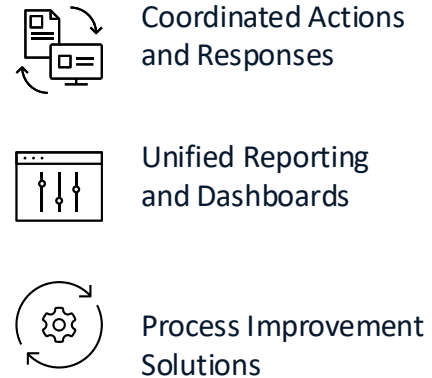 Coordinated Actions
and Responses
Unified Reporting
and Dashboards
Process Improvement
Solutions